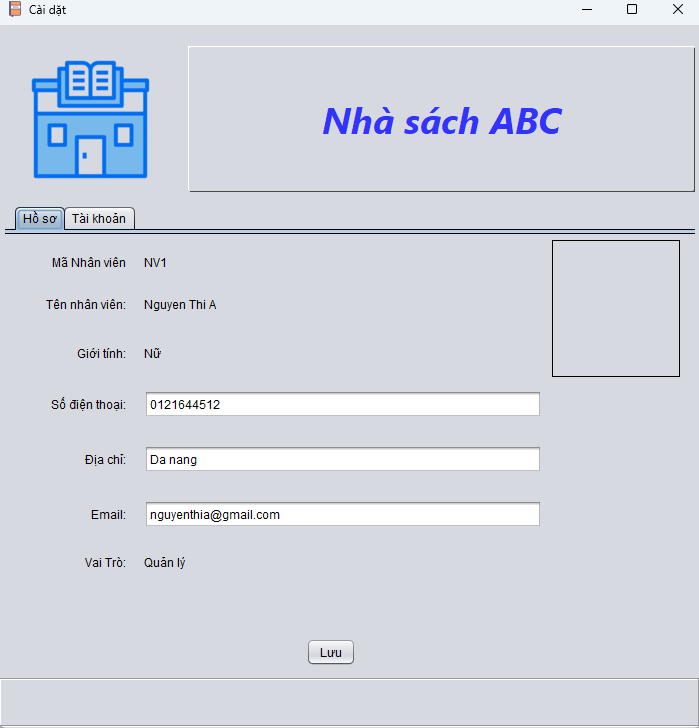 Cài dặt
Nhà sách ABC
Hồ sơ Tài khoản
Mã Nhân viên NV1
Tên nhân viên: Nguyen Thi A
Giới tính: Nữ
Số điện thoại: 0121644512
Địa chỉ: Da nang
Email: nguyenthia@gmail.com
Vai Trò: Quản lý
Lưu